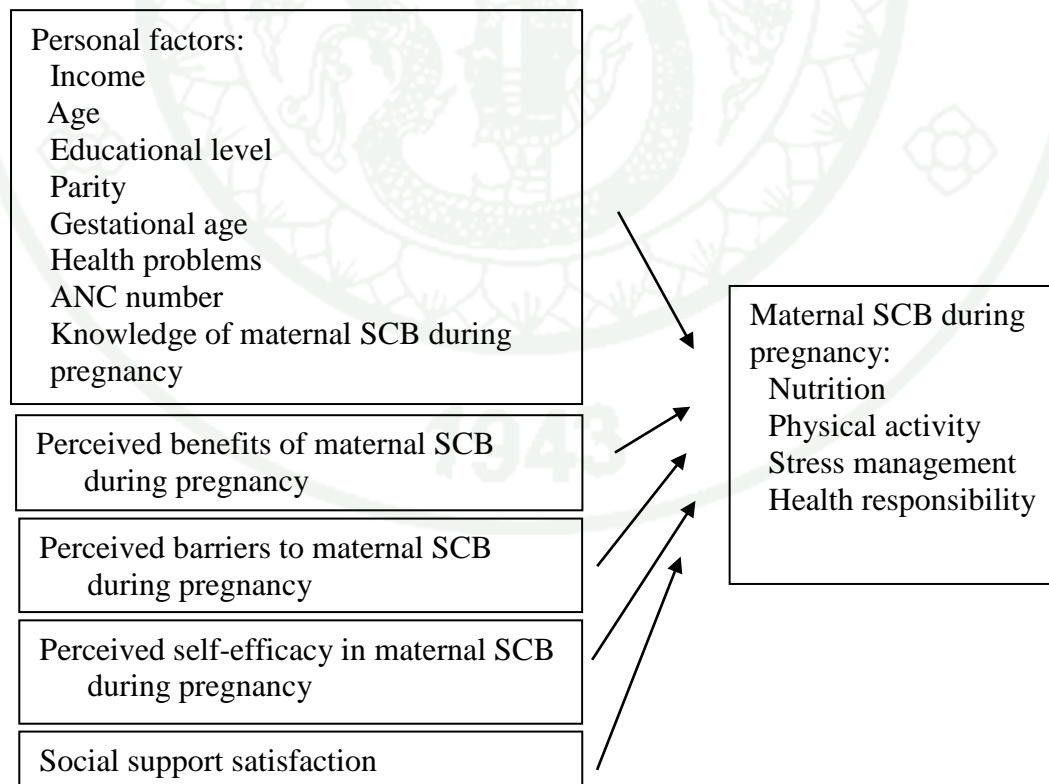 Personal factors:
Income
Age
Educational level
Parity
Gestational age
Health problems
ANC number
Knowledge of maternal SCB during
pregnancy
Perceived benefits of maternal SCB
during pregnancy
Perceived barriers to maternal SCB
during pregnancy
Perceived self-efficacy in maternal SCB
during pregnancy
Social support satisfaction
Maternal SCB during
pregnancy:
Nutrition
Physical activity
Stress management
Health responsibility
1943